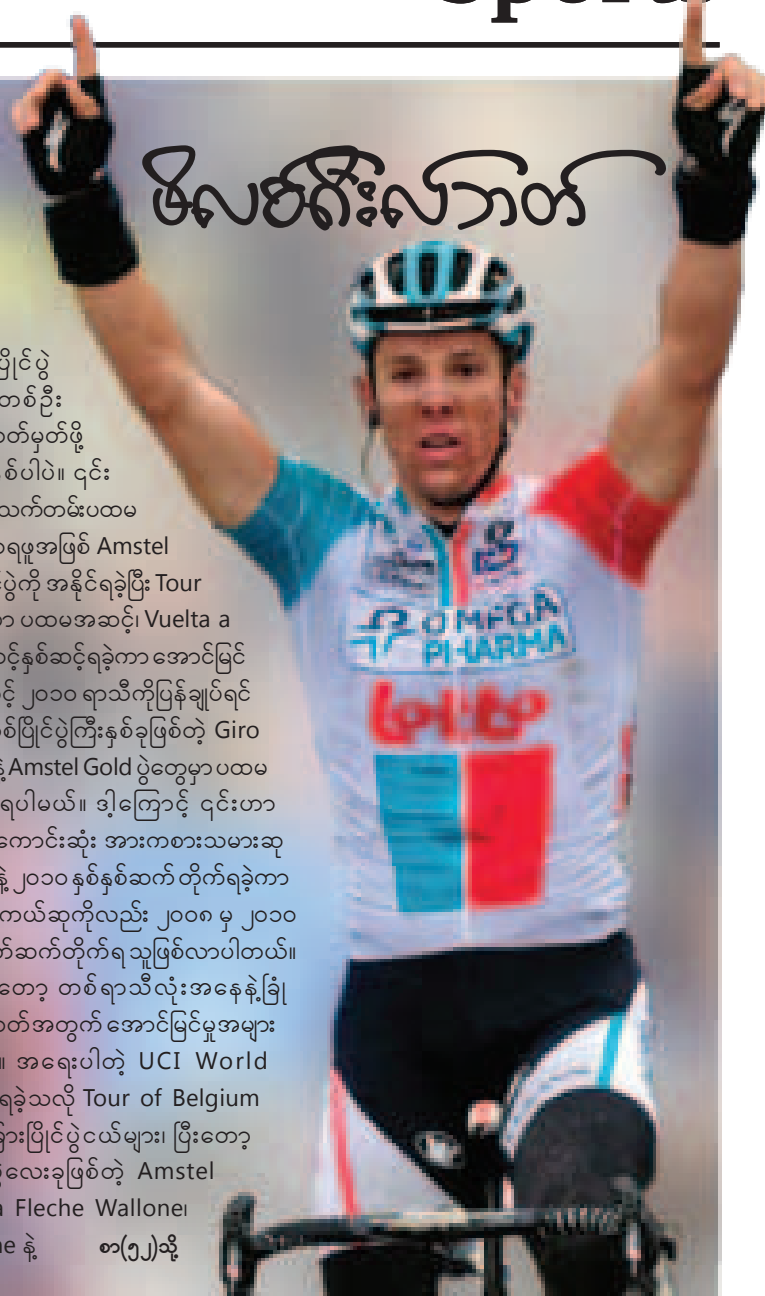 Sports
ဖိလစ်ဂီးလ်ဘတ်
ပြိုင်ပွဲ
တစ်ဦး
တ်မှတ်ဖို့
စ်ပါပဲ။ ၎င်း
သက်တမ်းပထမ
ရဖူအဖြစ် Amstel
ပွဲကို အနိုင်ရခဲ့ပြီး Tour
ပထမအဆင့်၊ Vuelta a
င့်နှစ်ဆင့်ရခဲ့ကာ အောင်မြင်
င့် ၂၀၁၀ ရာသီကိုပြန်ချုပ်ရင်
စ်ပြိုင်ပွဲကြီးနှစ်ခုဖြစ်တဲ့ Giro
နဲ့ Amstel Gold ပွဲတွေမှာ ပထမ
ရပါမယ်။ ဒါ့ကြောင့် ၎င်းဟာ
ကောင်းဆုံး အားကစားသမားဆု
နဲ့ ၂၀၁၀ နှစ်နှစ်ဆက် တိုက်ရခဲ့ကာ
ကယ်ဆုကိုလည်း ၂၀၀၈ မှ ၂၀၁၀
က်ဆက်တိုက်ရသူဖြစ်လာပါတယ်။
တော့ တစ်ရာသီလုံးအနေနဲ့ခြုံ
တ်အတွက် အောင်မြင်မှုအများ
။ အရေးပါတဲ့ UCI World
ရခဲ့သလို Tour of Belgium
ခြားပြိုင်ပွဲငယ်များ၊ ပြီးတော့
ပွဲလေးခုဖြစ်တဲ့ Amstel
Fleche Wallone၊
ne နဲ့ စာ(၅၂)သို့
OMEGA
PHARMA
Lotto